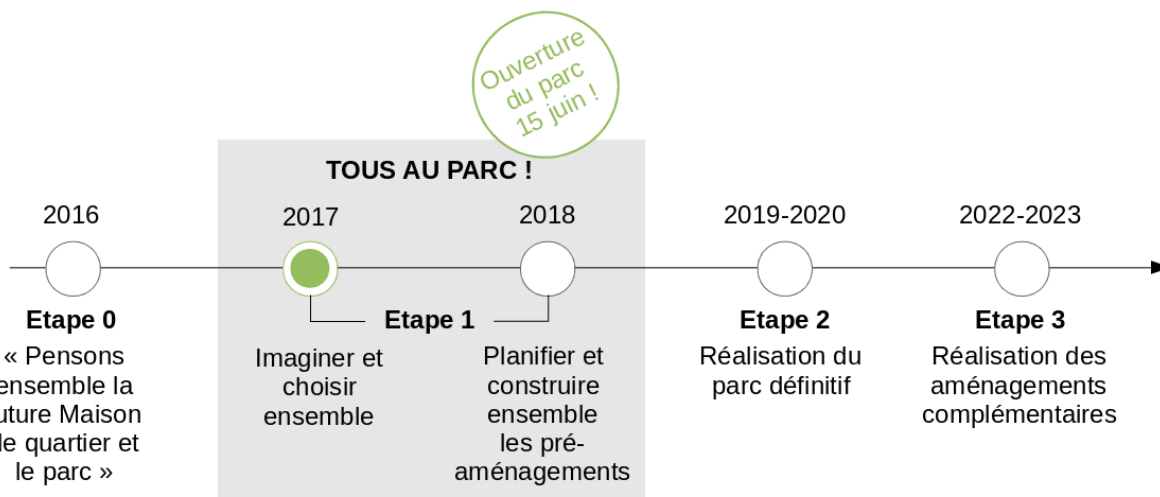 Ouverture
du parc
15 juin !
TOUS AU PARC !
2016
2017
2018
2019-2020
2022-2023
Etape 0
Etape 1
Etape 2
Etape 3
« Pensons
ensemble la
uture Maison
le quartier et
le parc »
Imaginer et
choisir
ensemble
Planifier et
construire
ensemble
les pré-
aménagements
Réalisation du
parc définitif
Réalisation des
aménagements
complémentaires